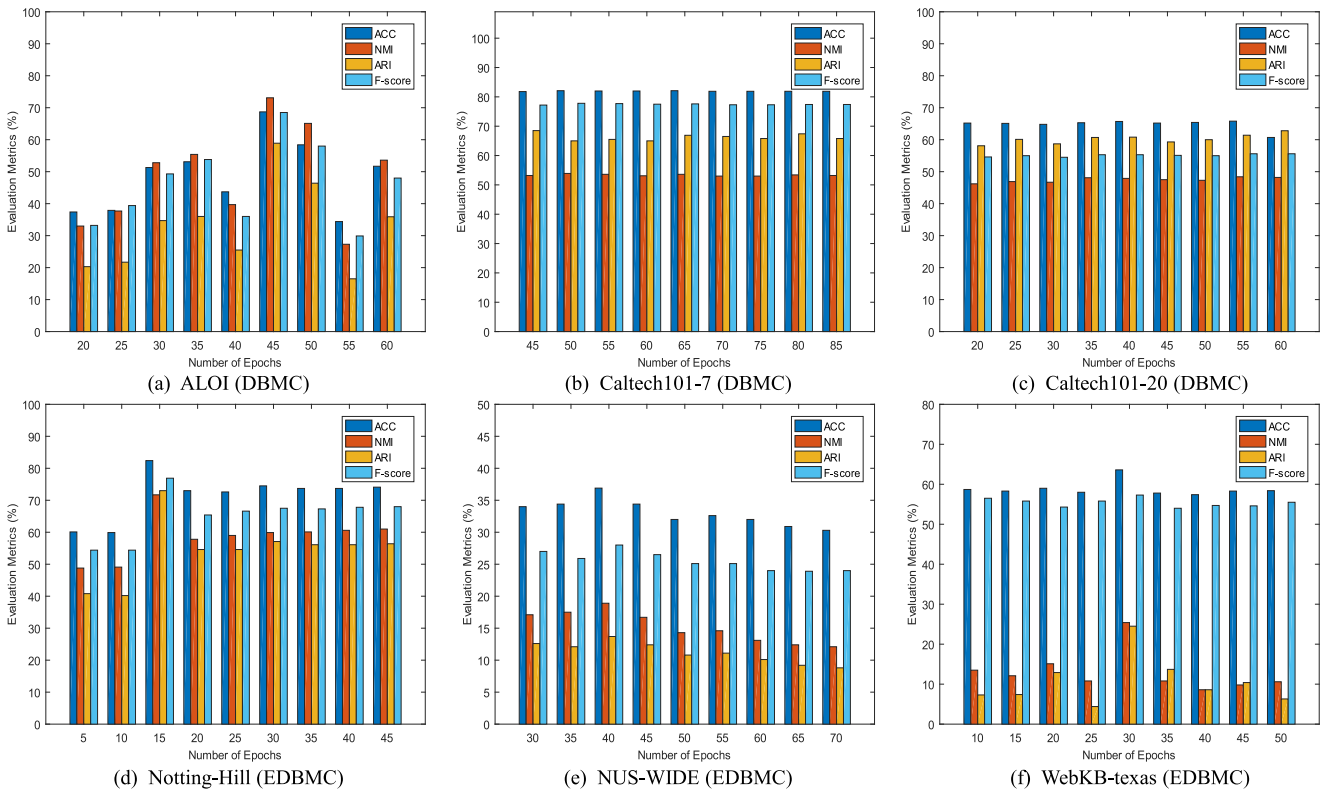 100
90
80
70
60
50
40
30
20
10
0
Evaluation Metrics (%)
ACC
NMI
ARI
F-score
20 25 30 35 40 45 50 55 60
Number of Epochs
(a) ALOI (DBMC)
100
90
80
70
60
50
40
30
20
10
0
Evaluation Metrics (%)
ACC
NMI
ARI
F-score
45 50 55 60 65 70 75 80 85
Number of Epochs
(b) Caltech101-7 (DBMC)
100
90
80
70
60
50
40
30
20
10
0
Evaluation Metrics (%)
ACC
NMI
ARI
F-score
20 25 30 35 40 45 50 55 60
Number of Epochs
(c) Caltech101-20 (DBMC)
100
90
80
70
60
50
40
30
20
10
0
Evaluation Metrics (%)
ACC
NMI
ARI
F-score
5 10 15 20 25 30 35 40 45
Number of Epochs
(d) Notting-Hill (EDBMC)
50
45
40
35
30
25
20
15
10
5
0
Evaluation Metrics (%)
ACC
NMI
ARI
F-score
30 35 40 45 50 55 60 65 70
Number of Epochs
(e) NUS-WIDE (EDBMC)
80
70
60
50
40
30
20
10
0
Evaluation Metrics (%)
ACC
NMI
ARI
F-score
10 15 20 25 30 35 40 45 50
Number of Epochs
(f) WebKB-texas (EDBMC)